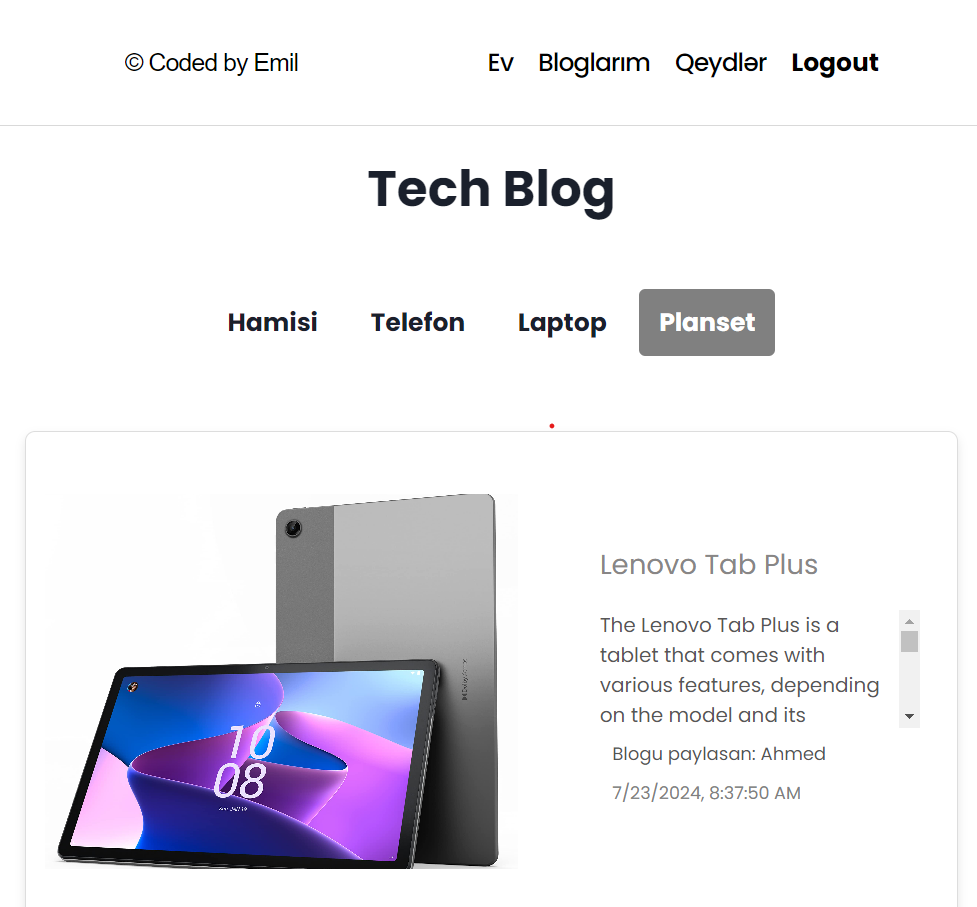 © Coded by Emil
Ev Bloglarım Qeydlər Logout
Tech Blog
Hamisi Telefon Laptop Planset
Lenovo Tab Plus
The Lenovo Tab Plus is a
tablet that comes with
various features, depending
on the model and its
Blogu paylasan: Ahmed
7/23/2024, 8:37:50 AM
10
08